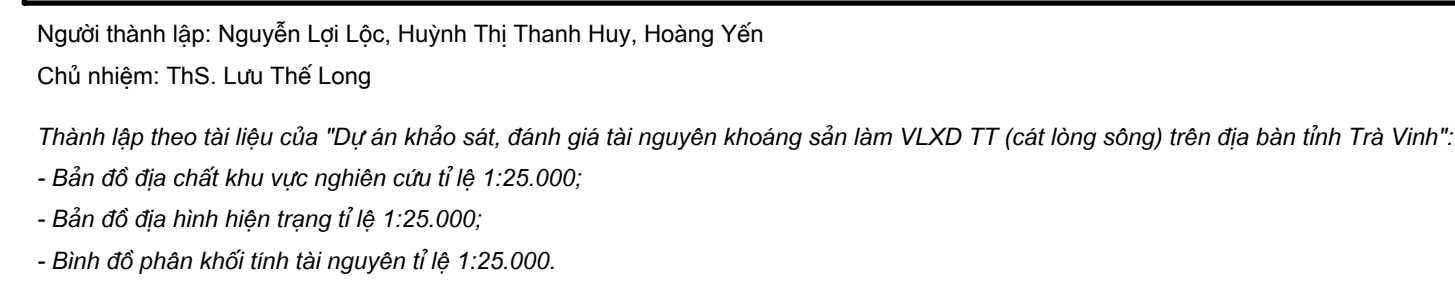 Người thành lập: Nguyễn Lợi Lộc, Huỳnh Thị Thanh Huy, Hoàng Yến
Chủ nhiệm: ThS. Lưu Thế Long
Thành lập theo tài liệu của "Dự án khảo sát, đánh giá tài nguyên khoáng sản làm VLXD TT (cát lòng sông) trên địa bàn tỉnh Trà Vinh":
- Bản đồ địa chất khu vực nghiên cứu tỉ lệ 1:25.000;
- Bản đồ địa hình hiện trạng tỉ lệ 1:25.000;
- Bình đồ phân khối tính tài nguyên tỉ lệ 1:25.000.